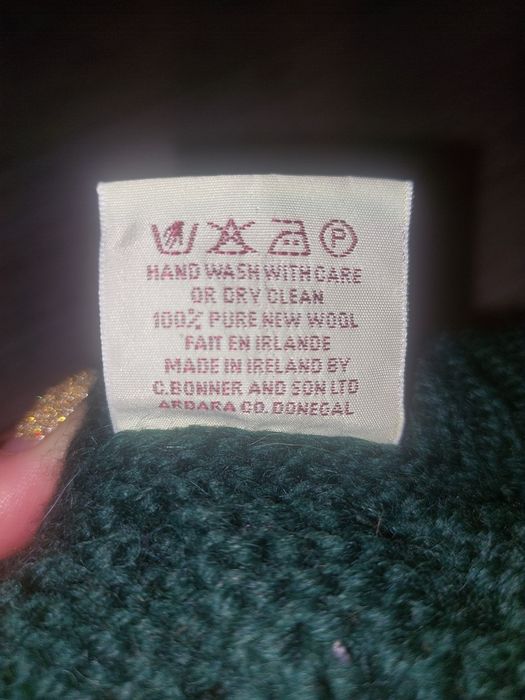 A P
HAND WASH WITH CARE
OR DRY CLEAN
100% PURE NEW WOOL
FAIT EN IRLANDE
MADE IN IRELAND BY
C.BONNER AND SON LTD
ARDARA CO. DONEGAL